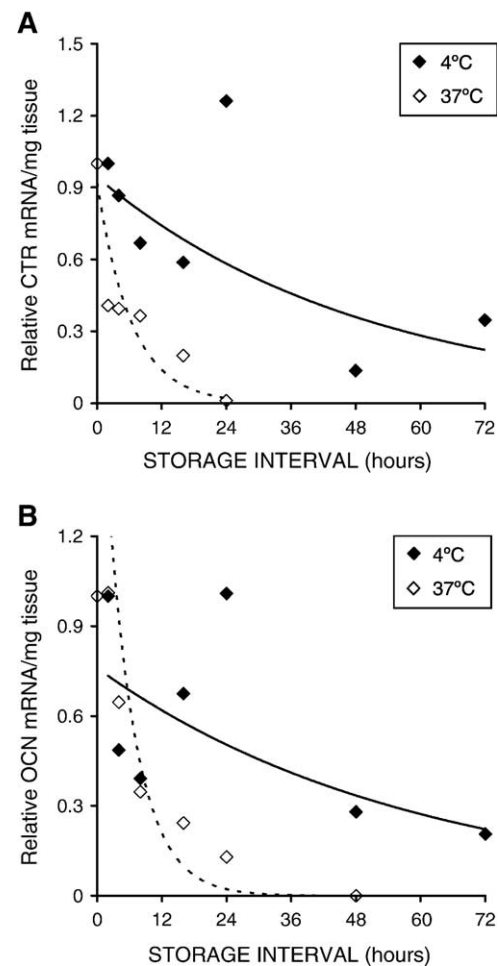 A
1.5
1.2
0.9
0.6
0.3
0
Relative CTR mRNA/mg tissue
4ºC
37ºC
0 12 24 36 48 60 72
STORAGE INTERVAL (hours)
B
1.2
0.9
0.6
0.3
0
Relative OCN mRNA/mg tissue
4ºC
37ºC
0 12 24 36 48 60 72
STORAGE INTERVAL (hours)